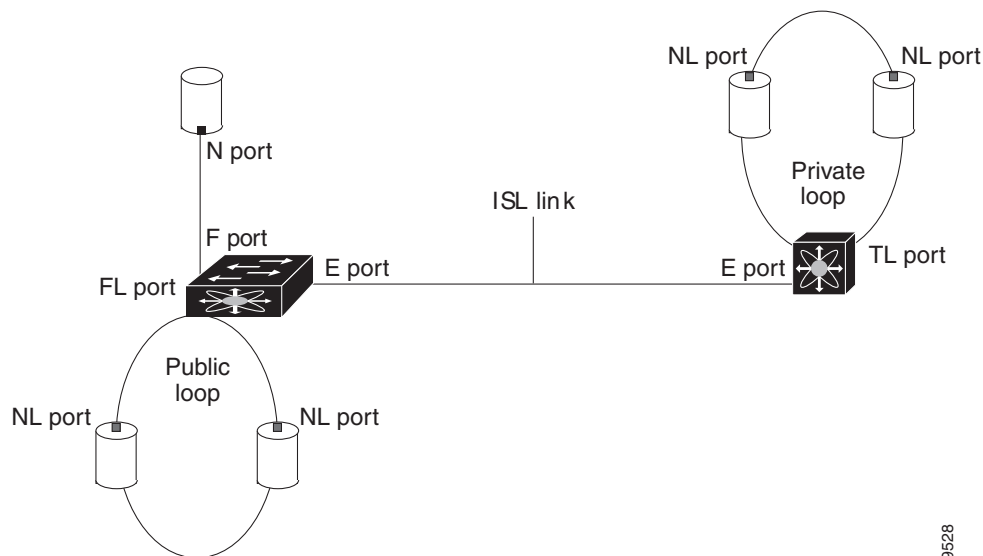 NL port
NL port
N port
Private
loop
ISL link
F port
E port
E port
TL port
FL port
Public
loop
NL port
NL port